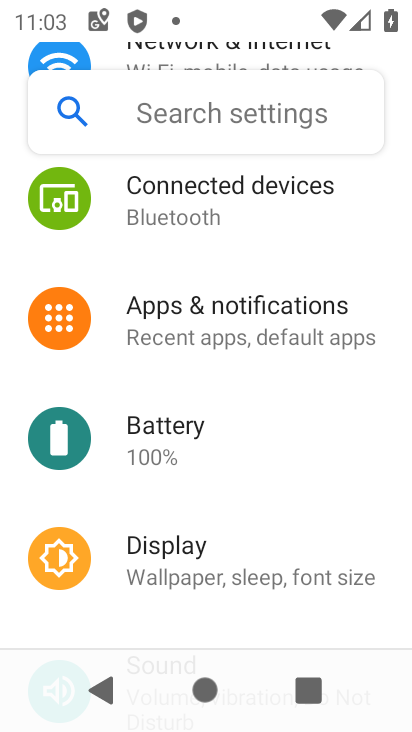 11:03
Network & internet
Wi-Fi, mobile, data usage
Search settings
Connected devices
Bluetooth
Apps & notifications
Recent apps, default apps
Battery
100%
Display
Wallpaper, sleep, font size
Sound
Volume, vibration, Do Not
Disturb